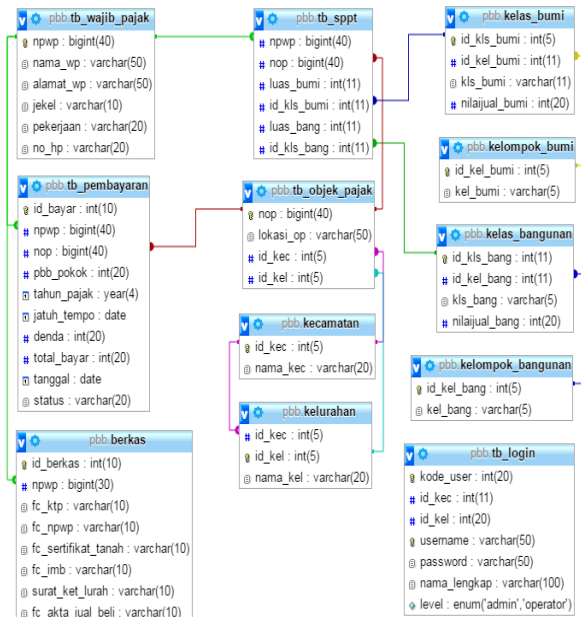 pbb tb_wajib_pajak
npwp : bigint(40)
nama_wp : varchar(50)
alamat_wp : varchar(50)
jekel : varchar(10)
pekerjaan : varchar(20)
no_hp : varchar(20)
pbb tb_sppt
npwp : bigint(40)
nop : bigint(40)
luas_bumi : int(11)
id_kls_bumi : int(11)
luas_bang : int(11)
id_kls_bang : int(11)
pbb kelas_bumi
id_kls_bumi : int(5)
id_kel_bumi : int(11)
kls_bumi : varchar(11)
nilaijual_bumi : int(20)
pbb kelompok_bumi
id_kel_bumi : int(5)
kel_bumi : varchar(5)
pbb tb_pembayaran
id_bayar : int(10)
npwp : bigint(40)
nop : bigint(40)
pbb_pokok : int(20)
tahun_pajak : year(4)
jatuh_tempo : date
denda : int(20)
total_bayar : int(20)
tanggal : date
status : varchar(20)
pbb tb_objek_pajak
nop : bigint(40)
lokasi_op : varchar(50)
id_kec : int(5)
id_kel : int(5)
pbb kelas_bangunan
id_kls_bang : int(11)
id_kel_bang : int(11)
kls_bang : varchar(5)
nilaijual_bang : int(20)
pbb kecamatan
id_kec : int(5)
nama_kec : varchar(20)
pbb kelompok_bangunan
id_kel_bang : int(5)
kel_bang : varchar(5)
pbb kelurahan
id_kec : int(5)
id_kel : int(5)
nama_kel : varchar(20)
pbb berkas
id_berkas : int(10)
npwp : bigint(30)
fc_ktp : varchar(10)
fc_npwp : varchar(10)
fc_sertifikat_tanah : varchar(10)
fc_imb : varchar(10)
surat_ket_lurah : varchar(10)
fc_akta_jual_beli : varchar(10)
pbb tb_login
kode_user : int(20)
id_kec : int(11)
id_kel : int(20)
username : varchar(50)
password : varchar(50)
nama_lengkap : varchar(100)
level : enum('admin','operator')